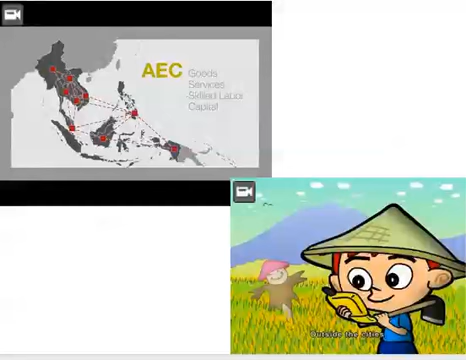 AEC
Goods
Services
Skilled Labor
Capital
Outside the cities